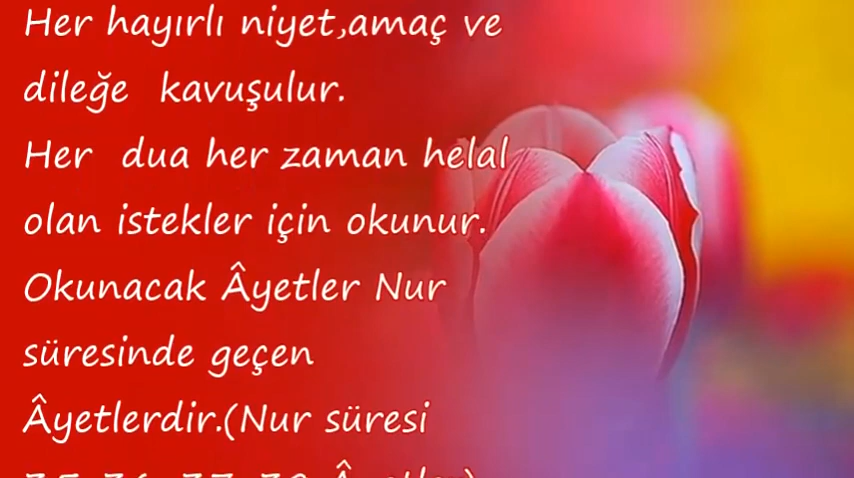 Her hayırlı niyet,amaç ve
dileğe kavuşulur.
Her dua her zaman helal
olan istekler için okunur.
Okunacak Âyetler Nur
süresinde geçen
Âyetlerdir.(Nur süresi